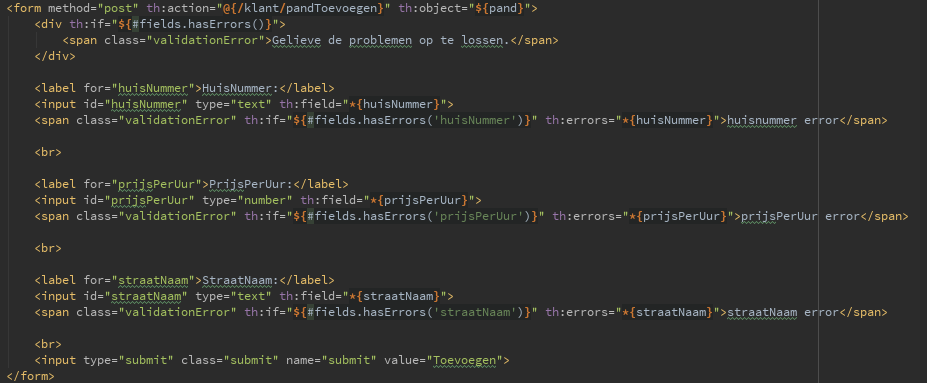 <form method="post" th:action="@{/klant/pandToevoegen}" th:object="${pand}">
<div th:if="${#fields.hasErrors()}">
<span class="validationError">Gelieve de problemen op te lossen.</span>
</div>
<label for="huisNummer">HuisNummer:</label>
<input id="huisNummer" type="text" th:field="*{huisNummer}">
<span class="validationError" th:if="${#fields.hasErrors('huisNummer')}" th:errors="*{huisNummer}">huisnummer error</span>
<br>
<label for="prijsPerUur">PrijsPerUur:</label>
<input id="prijsPerUur" type="number" th:field="*{prijsPerUur}">
<span class="validationError" th:if="${#fields.hasErrors('prijsPerUur')}" th:errors="*{prijsPerUur}">prijsPerUur error</span>
<br>
<label for="straatNaam">StraatNaam:</label>
<input id="straatNaam" type="text" th:field="*{straatNaam}">
<span class="validationError" th:if="${#fields.hasErrors('straatNaam')}" th:errors="*{straatNaam}">straatNaam error</span>
<br>
<input type="submit" class="submit" name="submit" value="Toevoegen">
</form>